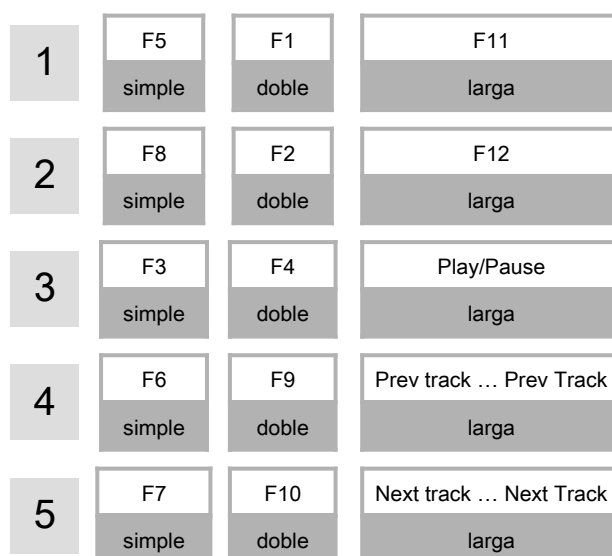 1
F5 F1 F11
simple doble larga
2
F8 F2 F12
simple doble larga
3
F3 F4 Play/Pause
simple doble larga
4
F6 F9 Prev track … Prev Track
simple doble larga
5
F7 F10 Next track … Next Track
simple doble larga